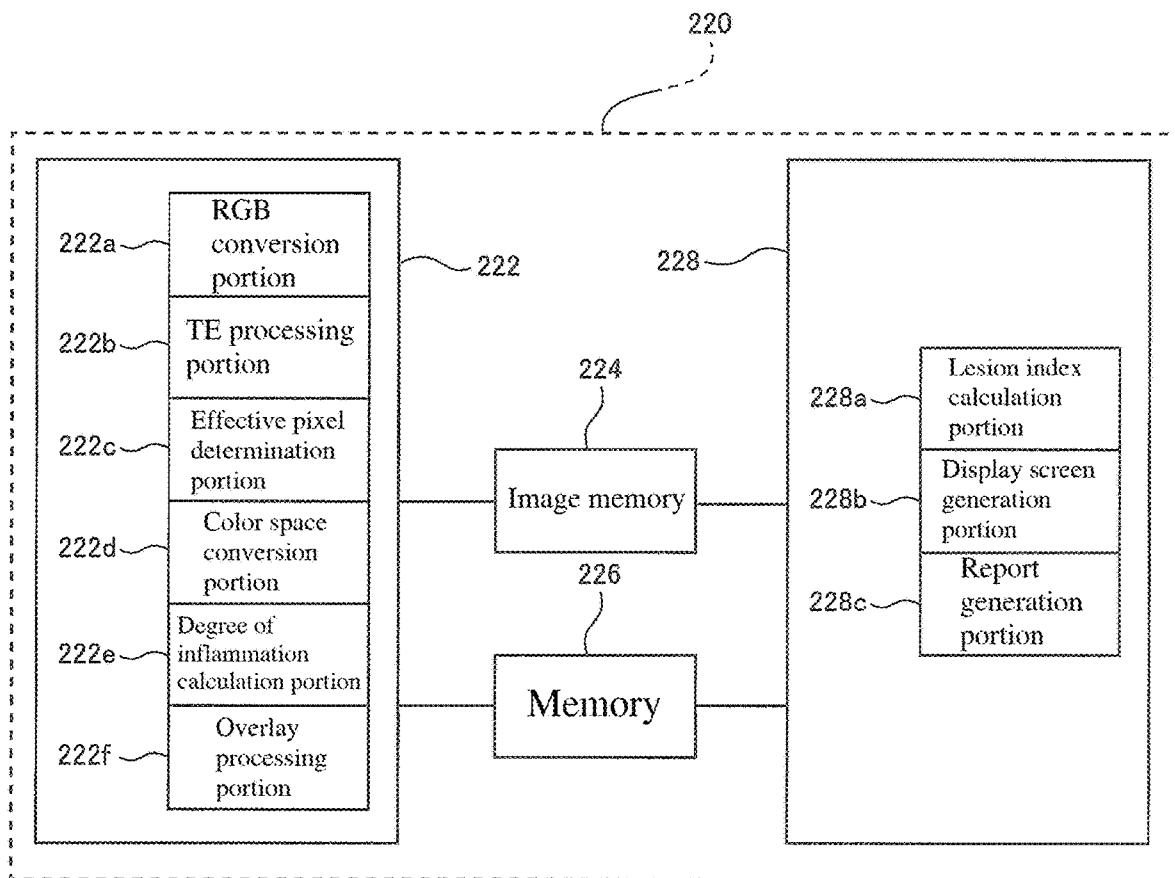 220
222a
RGB
conversion
portion
222b
TE processing
portion
222c
Effective pixel
determination
portion
222d
Color space
conversion
portion
222e
Degree of
inflammation
calculation portion
222f
Overlay
processing
portion
222
224
Image memory
226
Memory
228
228a
Lesion index
calculation
portion
228b
Display screen
generation
portion
228c
Report
generation
portion